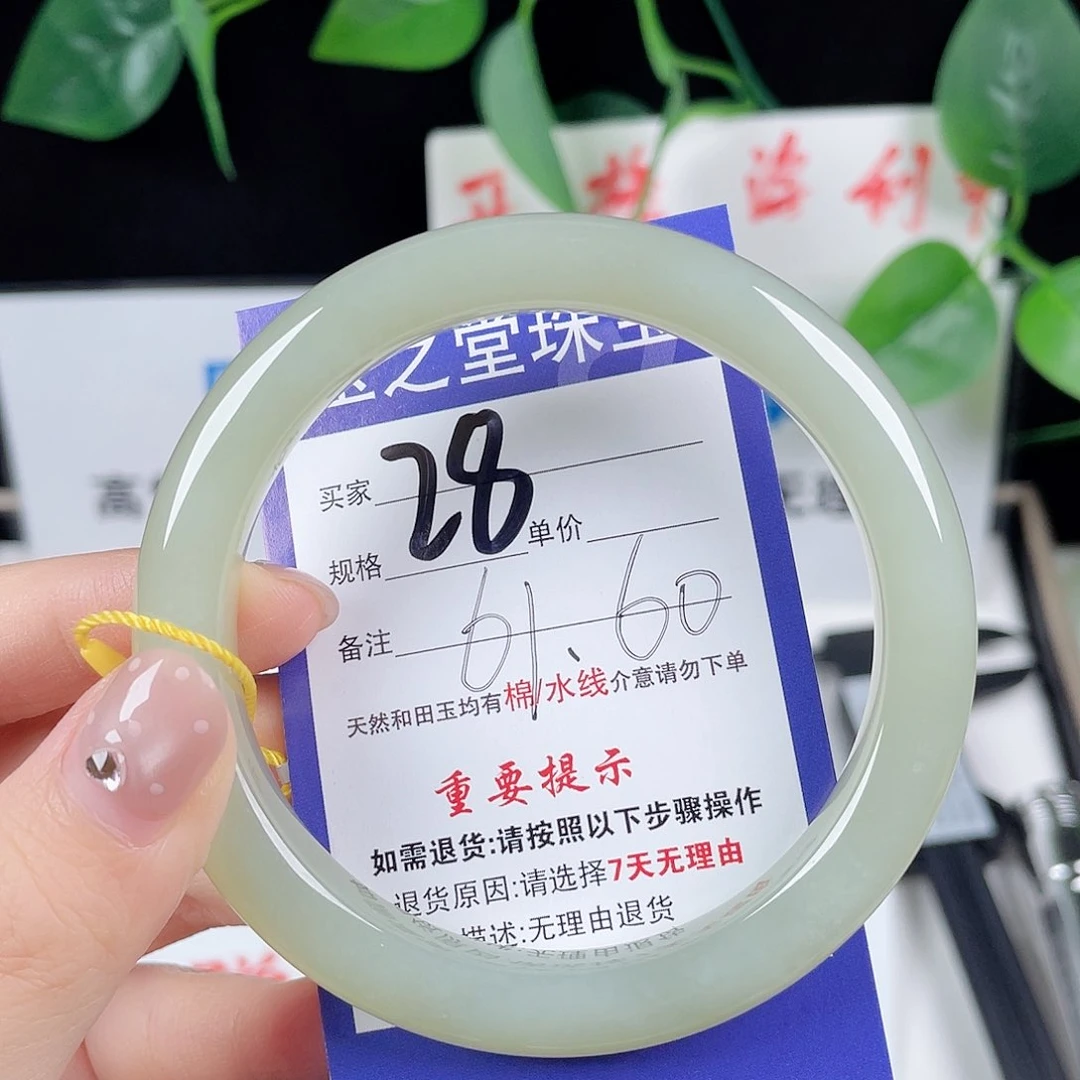 治利
高
之堂珠宝
28
买家
单价
规格
61.60
备注
天然和田玉均有棉/水线介意请勿下单
重要提示
如需退货:请按照以下步骤操作
退货原因:请选择7天无理由
描述:无理由退货